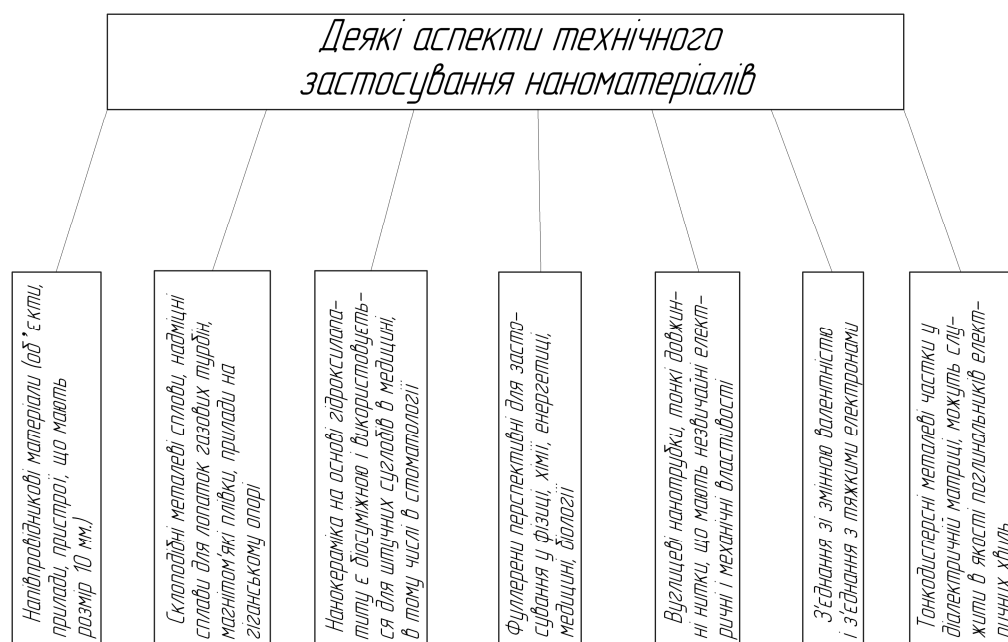 Деякі аспекти технічного
застосування наноматеріалів
Напівпровідникові матеріали (об'єкти,
прилади, пристрої, що мають
розмір 10 мм.)
Склоподібні металеві сплави, надміцні
сплави для лопаток газових турбін,
магнітом'які плівки, прилади на
гіганському опорі
Нанокераміка на основі гідроксилапа-
титу є біосуміжною і використовуєть-
ся для штучних суглобів в медицині,
в тому числі в стоматології
Фуллерени перспективні для засто-
сування у фізиці, хімії, енергетиці,
медицині, біології
Вуглицеві нанотрубки, тонкі довжин-
ні нитки, що мають незвичайні елект-
ричні і механічні властивості
З'єднання зі змінною валентністю
і з'єднання з тяжкими електронами
Тонкодисперсні металеві частки у
діалектричній матриці, можуть слу-
жити в якості поглинальників елект-
ричних хвиль